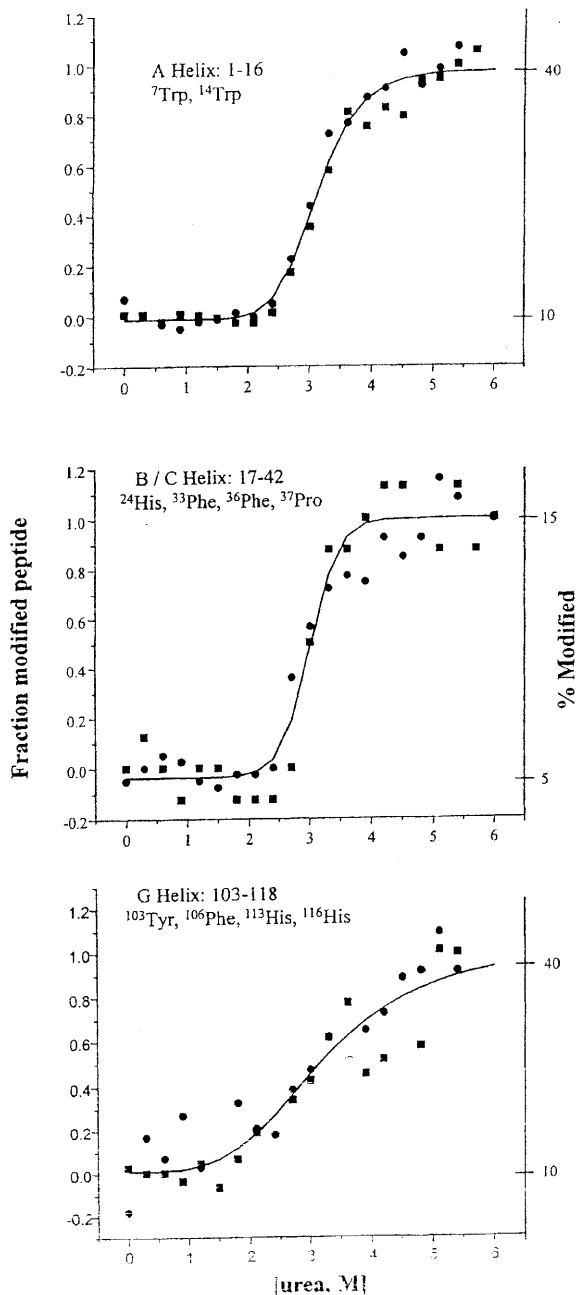 A Helix: 1-16
⁷Trp, ¹⁴Trp
1.2
1.0
0.8
0.6
0.4
0.2
0.0
-0.2
40
10
0 1 2 3 4 5 6
B / C Helix: 17-42
²⁴His, ³³Phe, ³⁶Phe, ³⁷Pro
1.2
1.0
0.8
0.6
0.4
0.2
0.0
-0.2
15
5
0 1 2 3 4 5 6
Fraction modified peptide
% Modified
G Helix: 103-118
¹⁰³Tyr, ¹⁰⁶Phe, ¹¹³His, ¹¹⁶His
1.2
1.0
0.8
0.6
0.4
0.2
0.0
-0.2
40
10
0 1 2 3 4 5 6
[urea, M]